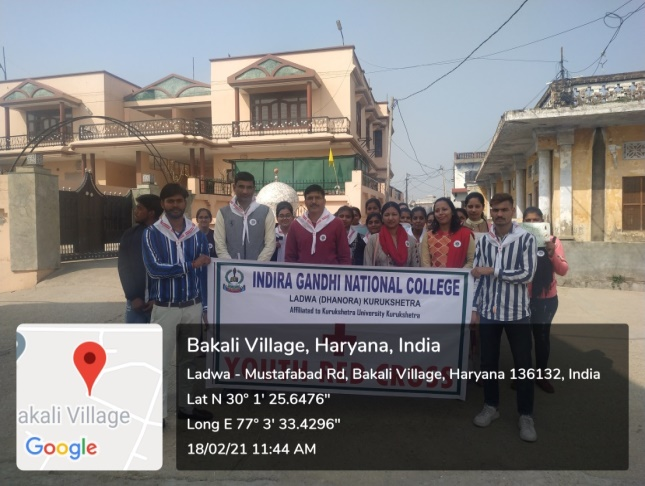 INDIRA GANDHI NATIONAL COLLEGE
LADWA (DHANORA) KURUKSHETRA
Affiliated to Kurukshetra University Kurukshetra
YOUTH RED CROSS
Bakali Village, Haryana, India
Ladwa - Mustafabad Rd, Bakali Village, Haryana 136132, India
Lat N 30° 1' 25.6476"
Long E 77° 3' 33.4296"
18/02/21 11:44 AM
akali Village
Google